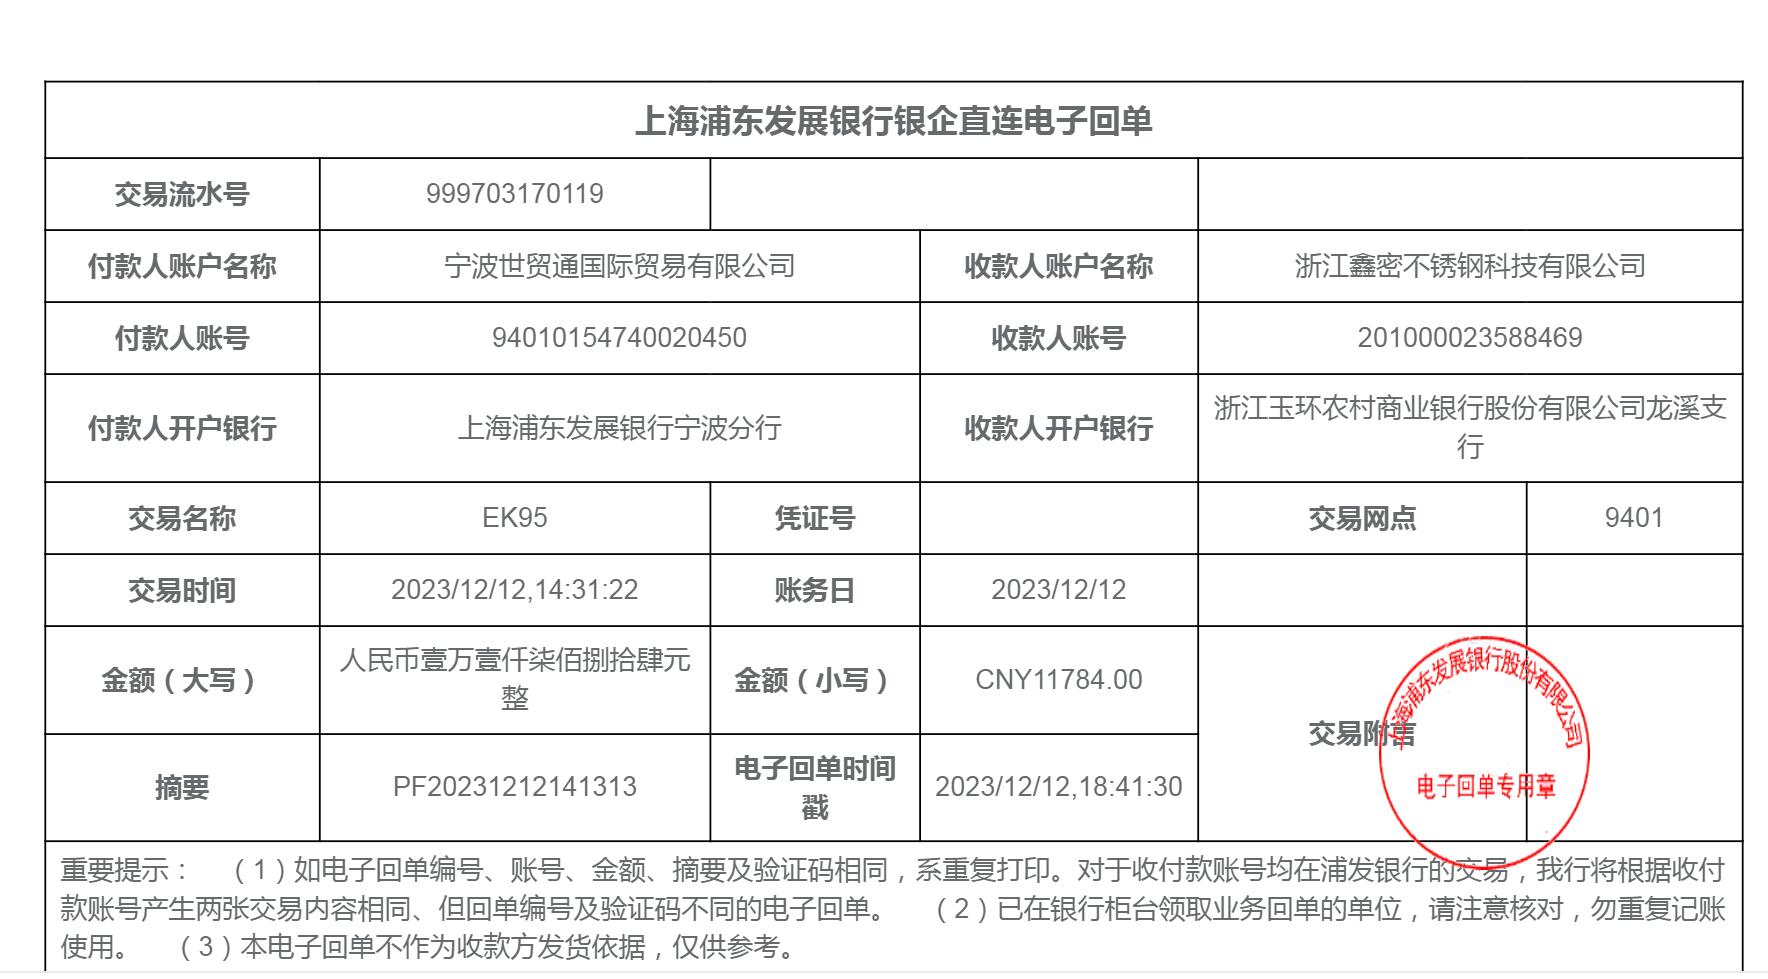 上海浦东发展银行银企直连电子回单
交易流水号 999703170119
付款人账户名称 宁波世贸通国际贸易有限公司 收款人账户名称 浙江鑫密不锈钢科技有限公司
付款人账号 94010154740020450 收款人账号 201000023588469
付款人开户银行 上海浦东发展银行宁波分行 收款人开户银行 浙江玉环农村商业银行股份有限公司龙溪支
行
交易名称 EK95 凭证号 交易网点 9401
交易时间 2023/12/12,14:31:22 账务日 2023/12/12
金额（大写） 人民币壹万壹仟柒佰捌拾肆元
整 金额（小写） CNY11784.00
交易附言
上海浦东发展银行股份有限公司
电子回单专用章
摘要 PF20231212141313 电子回单时间
戳 2023/12/12,18:41:30
重要提示： （1）如电子回单编号、账号、金额、摘要及验证码相同，系重复打印。对于收付款账号均在浦发银行的交易，我行将根据收付
款账号产生两张交易内容相同、但回单编号及验证码不同的电子回单。 （2）已在银行柜台领取业务回单的单位，请注意核对，勿重复记账
使用。 （3）本电子回单不作为收款方发货依据，仅供参考。